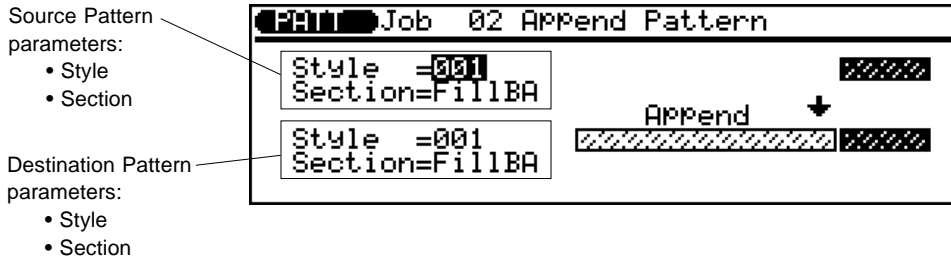 Source Pattern
parameters:
• Style
• Section
Destination Pattern
parameters:
• Style
• Section
PATT Job 02 Append Pattern
Style =001
Section=FillBA
Append
Style =001
Section=FillBA